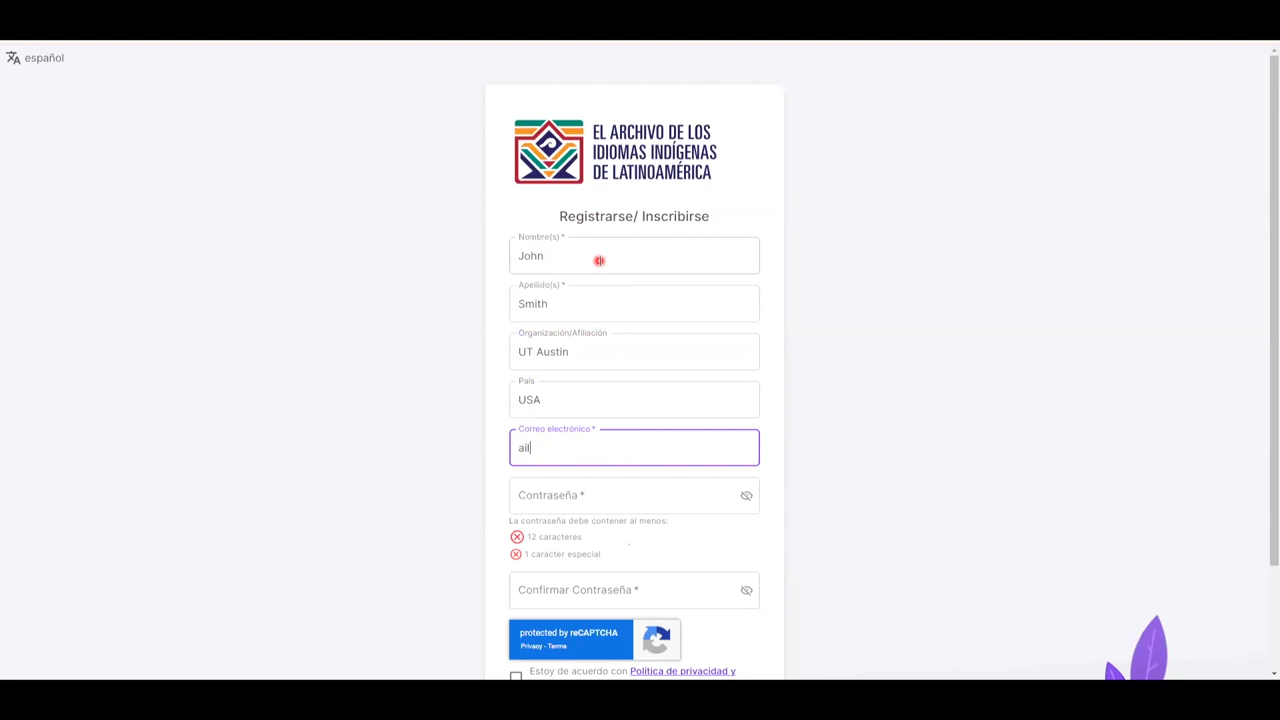 español
EL ARCHIVO DE LOS
IDIOMAS INDÍGENAS
DE LATINOAMÉRICA
Registrarse/ Inscribirse
Nombre(s) *
John
Apellido(s) *
Smith
Organización/Afiliación
UT Austin
País
USA
Correo electrónico *
ail
Contraseña *
La contraseña debe contener al menos:
12 caracteres
1 carácter especial
Confirmar Contraseña *
protected by reCAPTCHA
Privacy - Terms
Estoy de acuerdo con Política de privacidad y